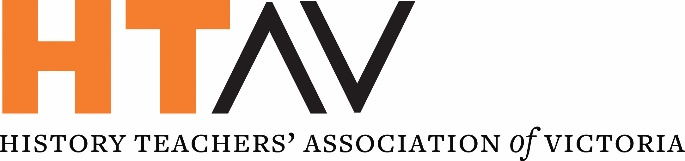 HTAV
HISTORY TEACHERS’ ASSOCIATION of VICTORIA